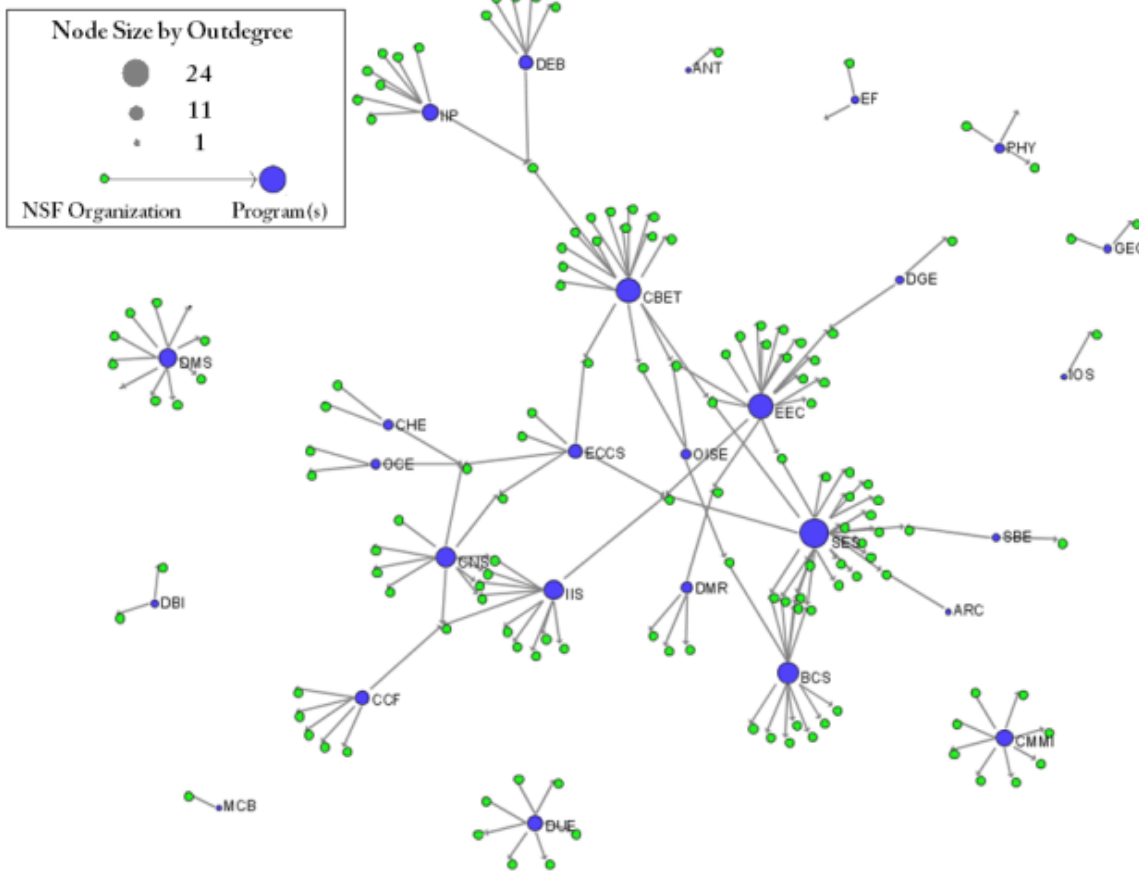 Node Size by Outdegree
24
11
1
NSF Organization
Program(s)
DEB
ANT
IIP
EF
PHY
GEO
DGE
CBET
DMS
IOS
EEC
CHE
ECCS
OISE
OCE
SES
SBE
CNS
IIS
DMR
DBI
ARC
BCS
CCF
CMMI
MCB
DUE